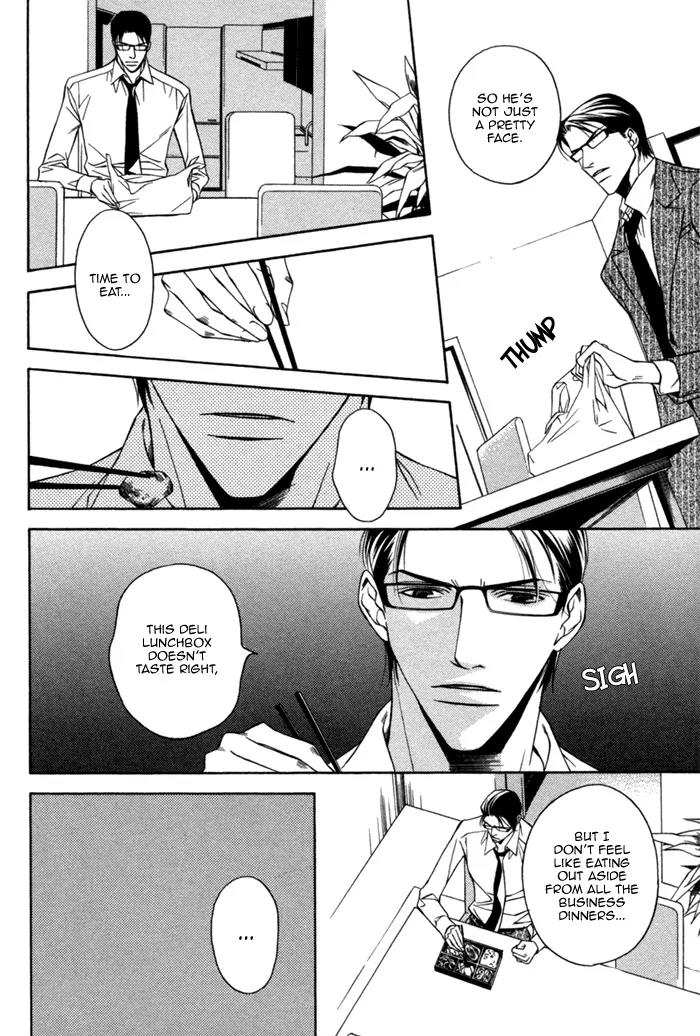 SO HE'S
NOT JUST
A PRETTY
FACE.
THUMP
TIME TO
EAT...
...
THIS DELI
LUNCHBOX
DOESN'T
TASTE RIGHT,
SIGH
BUT I
DON'T FEEL
LIKE EATING
OUT ASIDE
FROM ALL THE
BUSINESS
DINNERS...
...